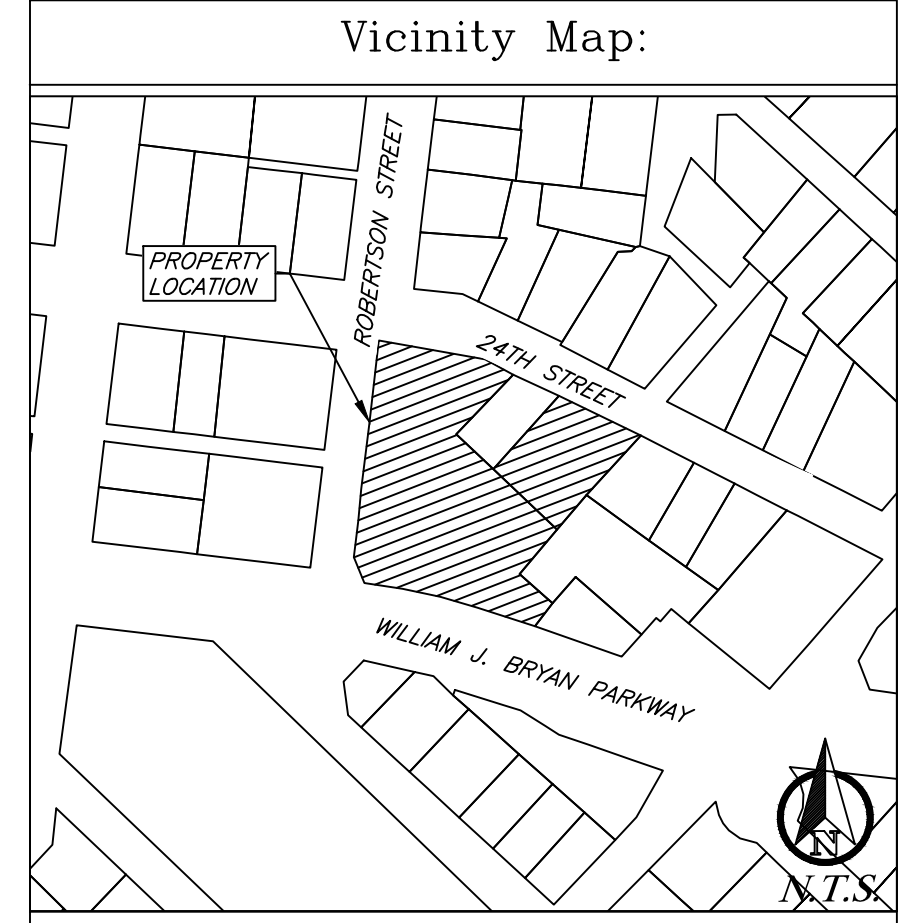 Vicinity Map:
ROBERTSON STREET
PROPERTY
LOCATION
24TH STREET
WILLIAM J. BRYAN PARKWAY
N
N.T.S.